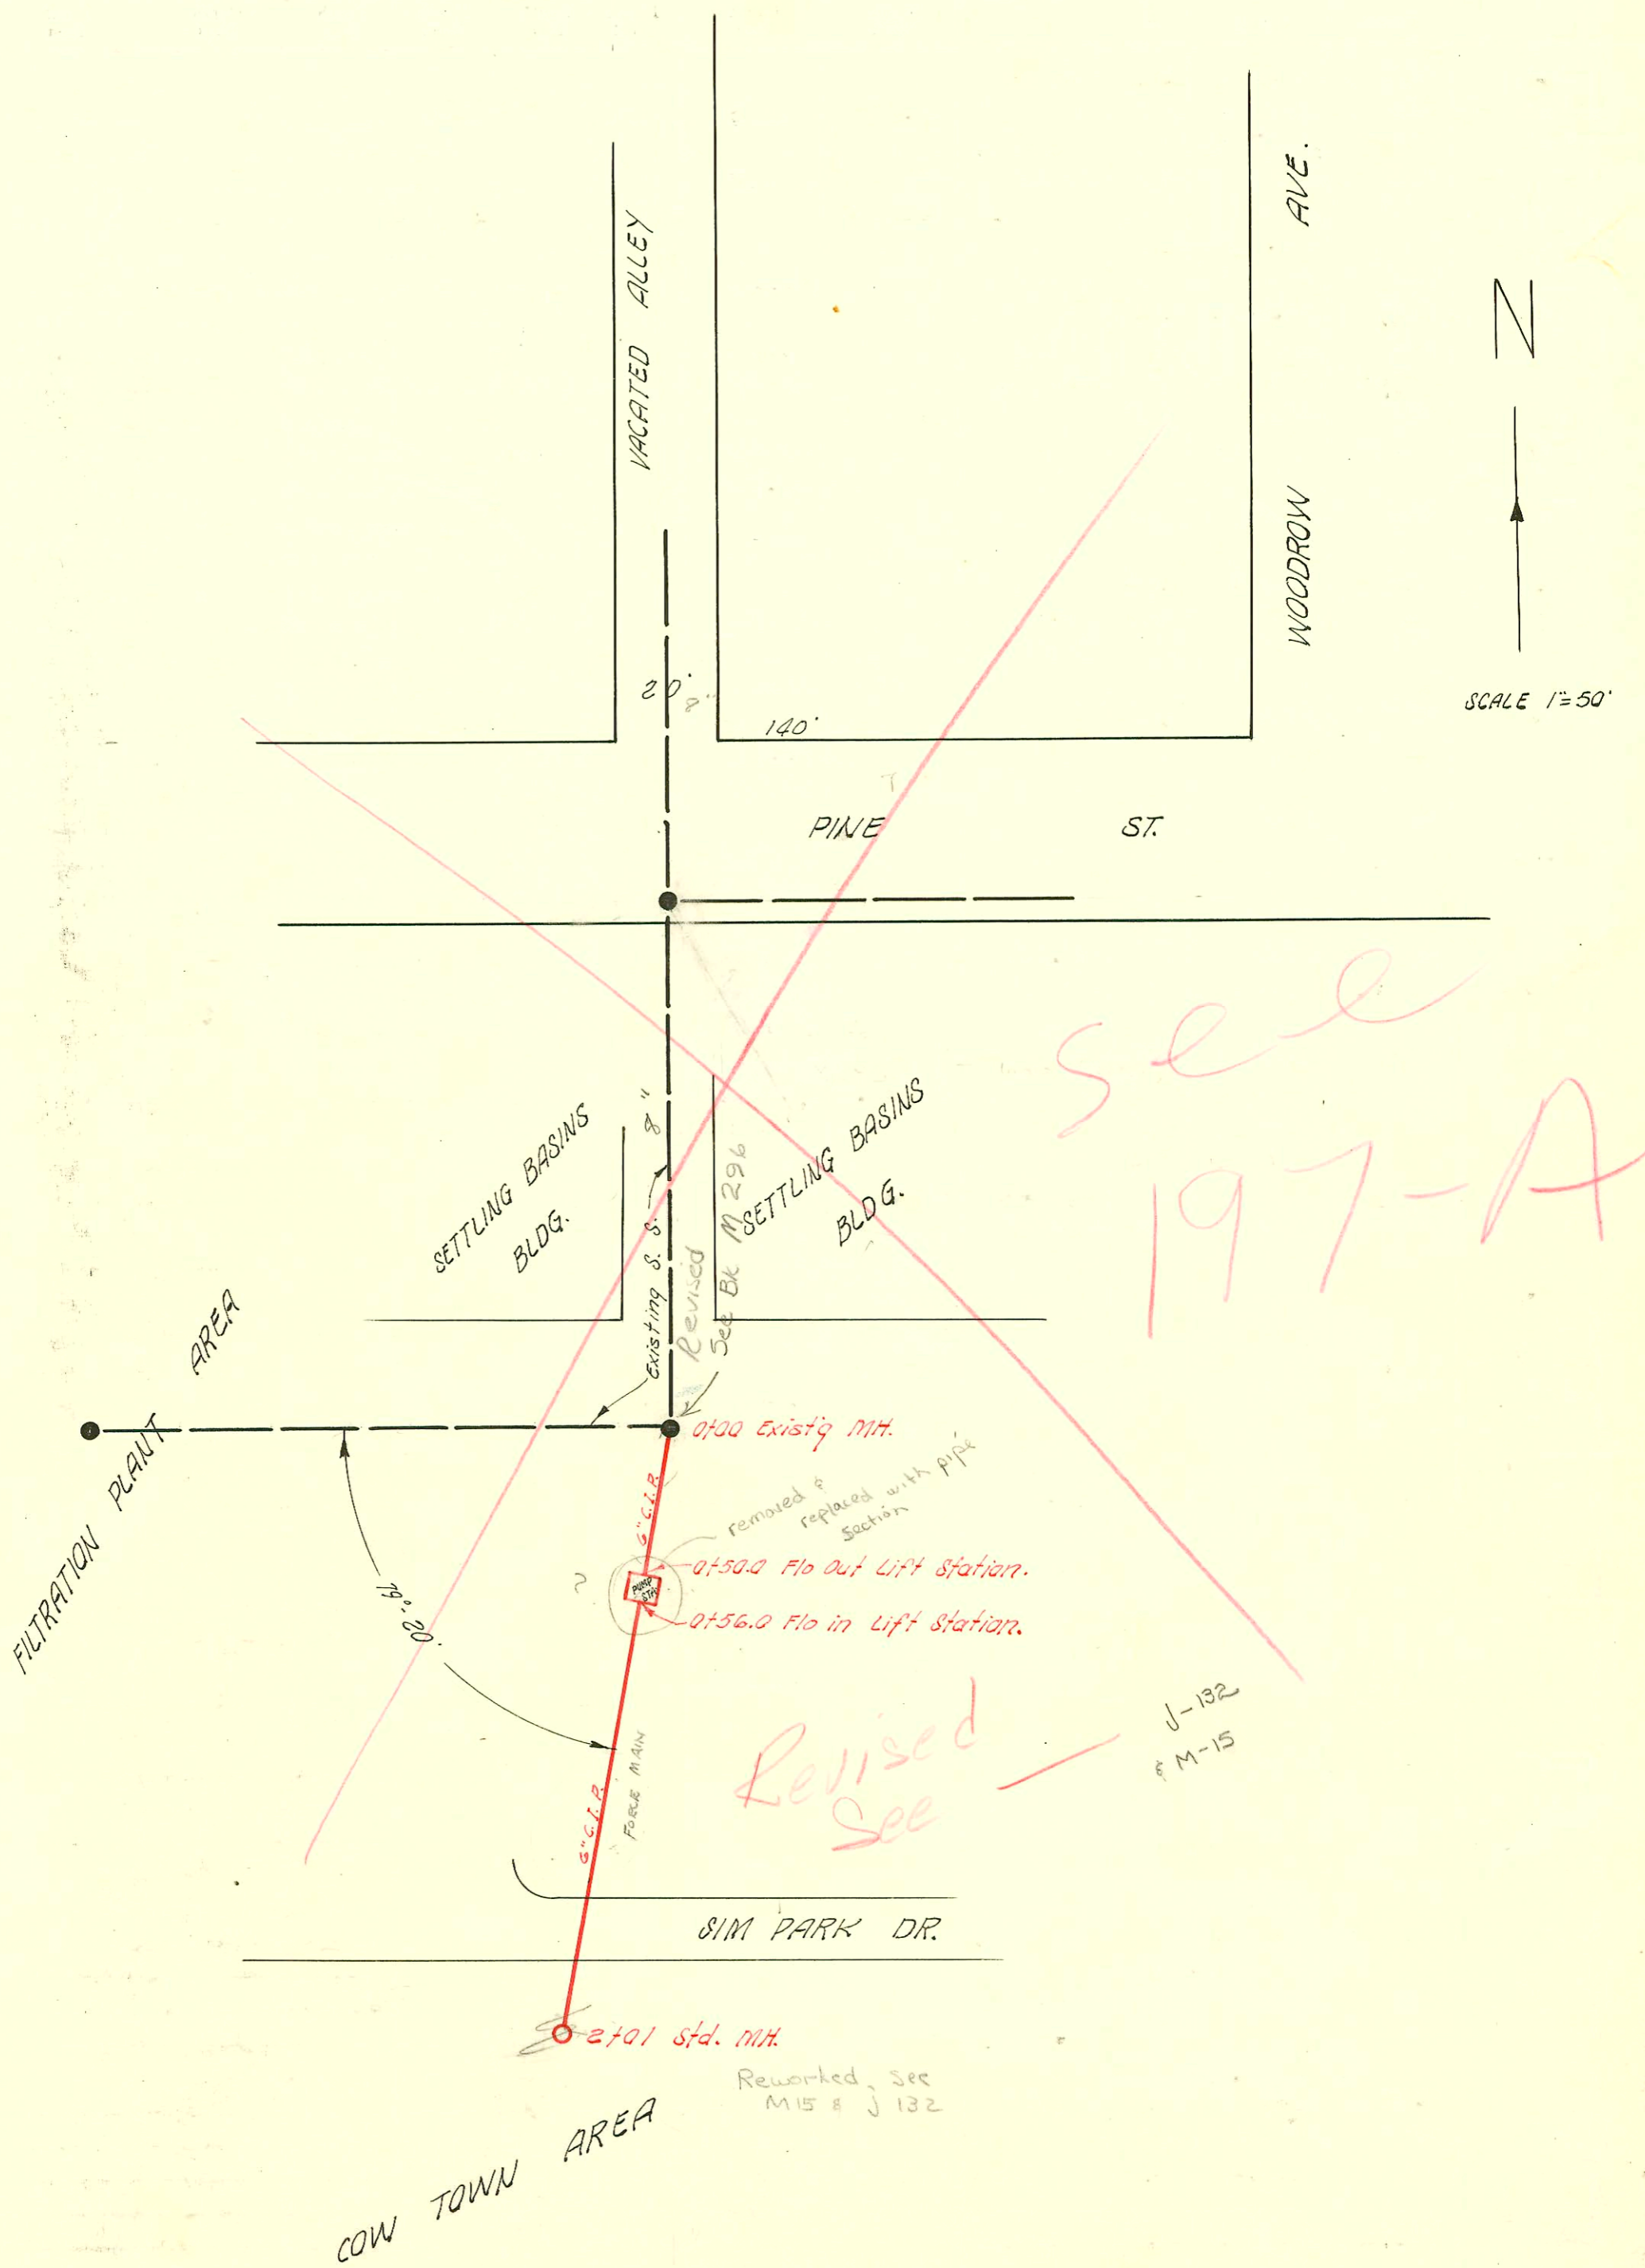 VACATED ALLEY
WOODROW AVE.
N
SCALE 1"=50'
20'
8"
140'
PINE ST.
See
197-A
SETTLING BASINS
BLDG.
Existing S. S. 8"
Revised
See BK M 296
SETTLING BASINS
BLDG.
FILTRATION PLANT AREA
0+00 Exist'g MH.
6" C.I.P.
removed &
replaced with pipe
section
0+50.0 Flo Out Lift Station.
PUMP
STA.
0+56.0 Flo in Lift Station.
FORCE MAIN
6" C.I.P.
Revised
See
J-132
& M-15
SIM PARK DR.
2+01 Std. MH.
Reworked, see
M15 & J 132
COW TOWN AREA